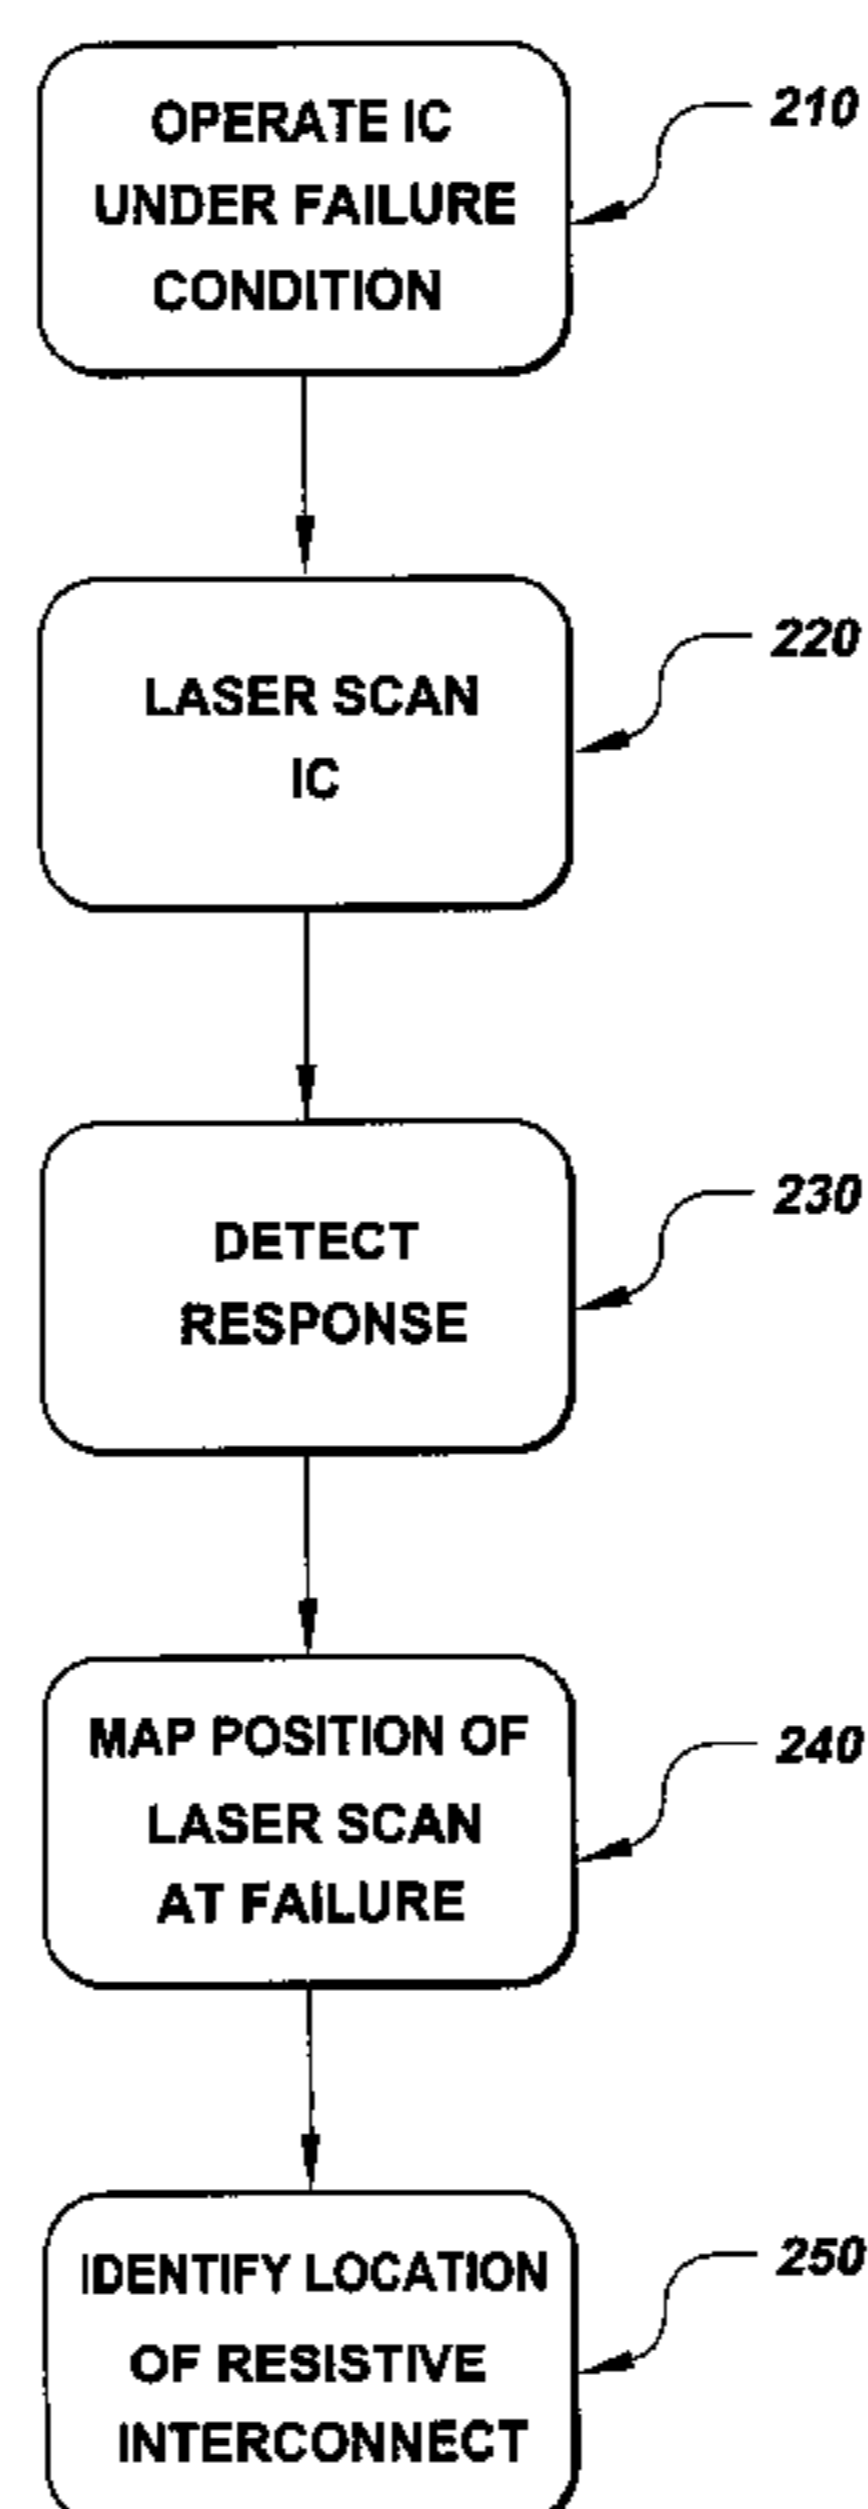 OPERATE IC
UNDER FAILURE
CONDITION
210
LASER SCAN
IC
220
DETECT
RESPONSE
230
MAP POSITION OF
LASER SCAN
AT FAILURE
240
IDENTIFY LOCATION
OF RESISTIVE
INTERCONNECT
250